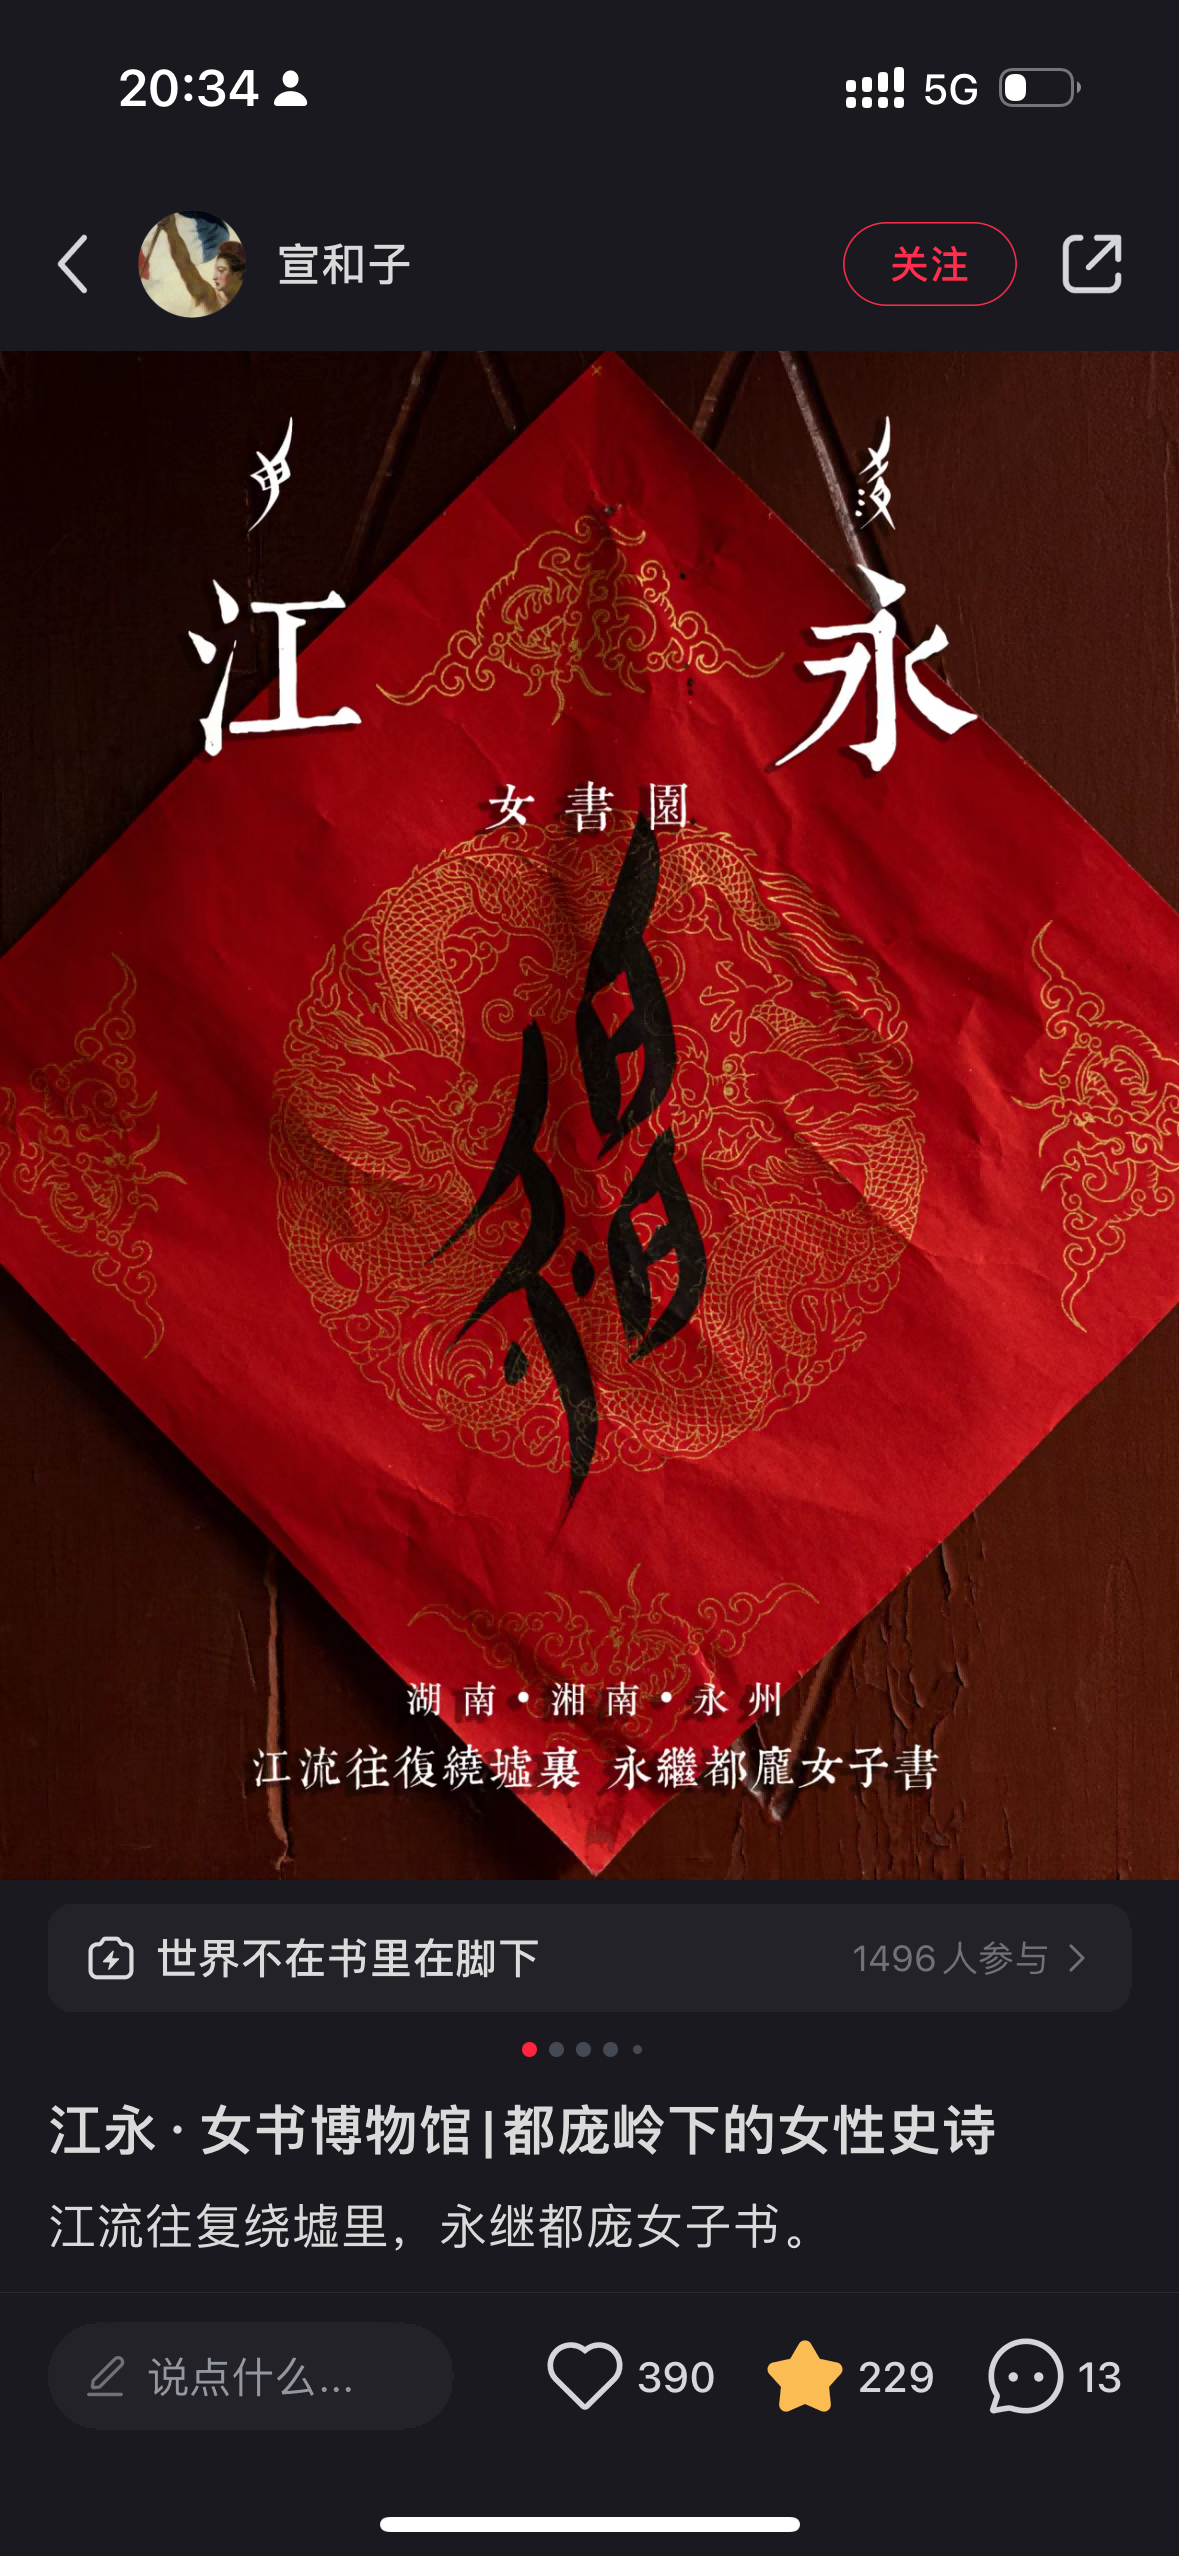 20:34
5G
宣和子
关注
江 永
女書園
湖南·湘南·永州
江流往復繞墟裏 永繼都龐女子書
世界不在书里在脚下
1496人参与
江永·女书博物馆|都庞岭下的女性史诗
江流往复绕墟里，永继都庞女子书。
说点什么...
390
229
13